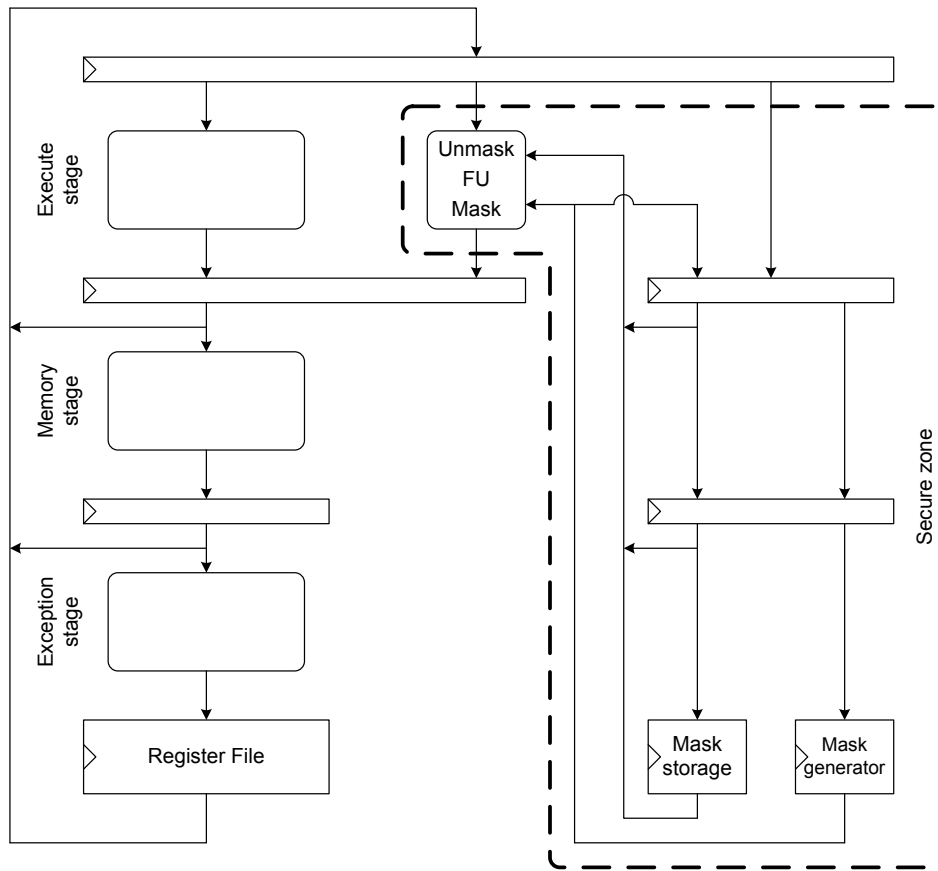 Execute
stage
Unmask
FU
Mask
Memory
stage
Secure zone
Exception
stage
Register File
Mask
storage
Mask
generator